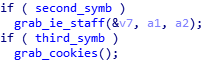 if ( second_symb )
  grab_ie_staff(&v7, a1, a2);
if ( third_symb )
  grab_cookies();